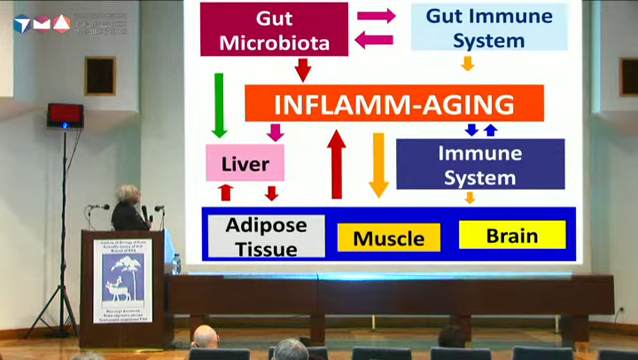 Gut
Microbiota
Gut Immune
System
INFLAMM-AGING
Liver
Immune
System
Adipose
Tissue
Muscle
Brain